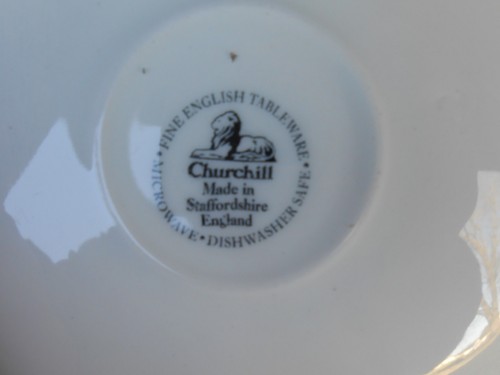 • FINE ENGLISH TABLEWARE •
Churchill
Made in
Staffordshire
England
MICROWAVE • DISHWASHER SAFE